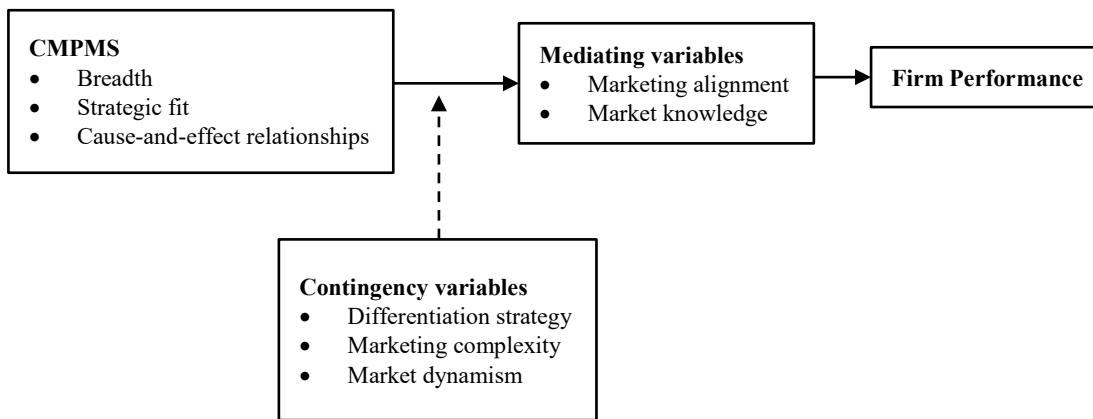 CMPMS
• Breadth
• Strategic fit
• Cause-and-effect relationships
Mediating variables
• Marketing alignment
• Market knowledge
Firm Performance
Contingency variables
• Differentiation strategy
• Marketing complexity
• Market dynamism